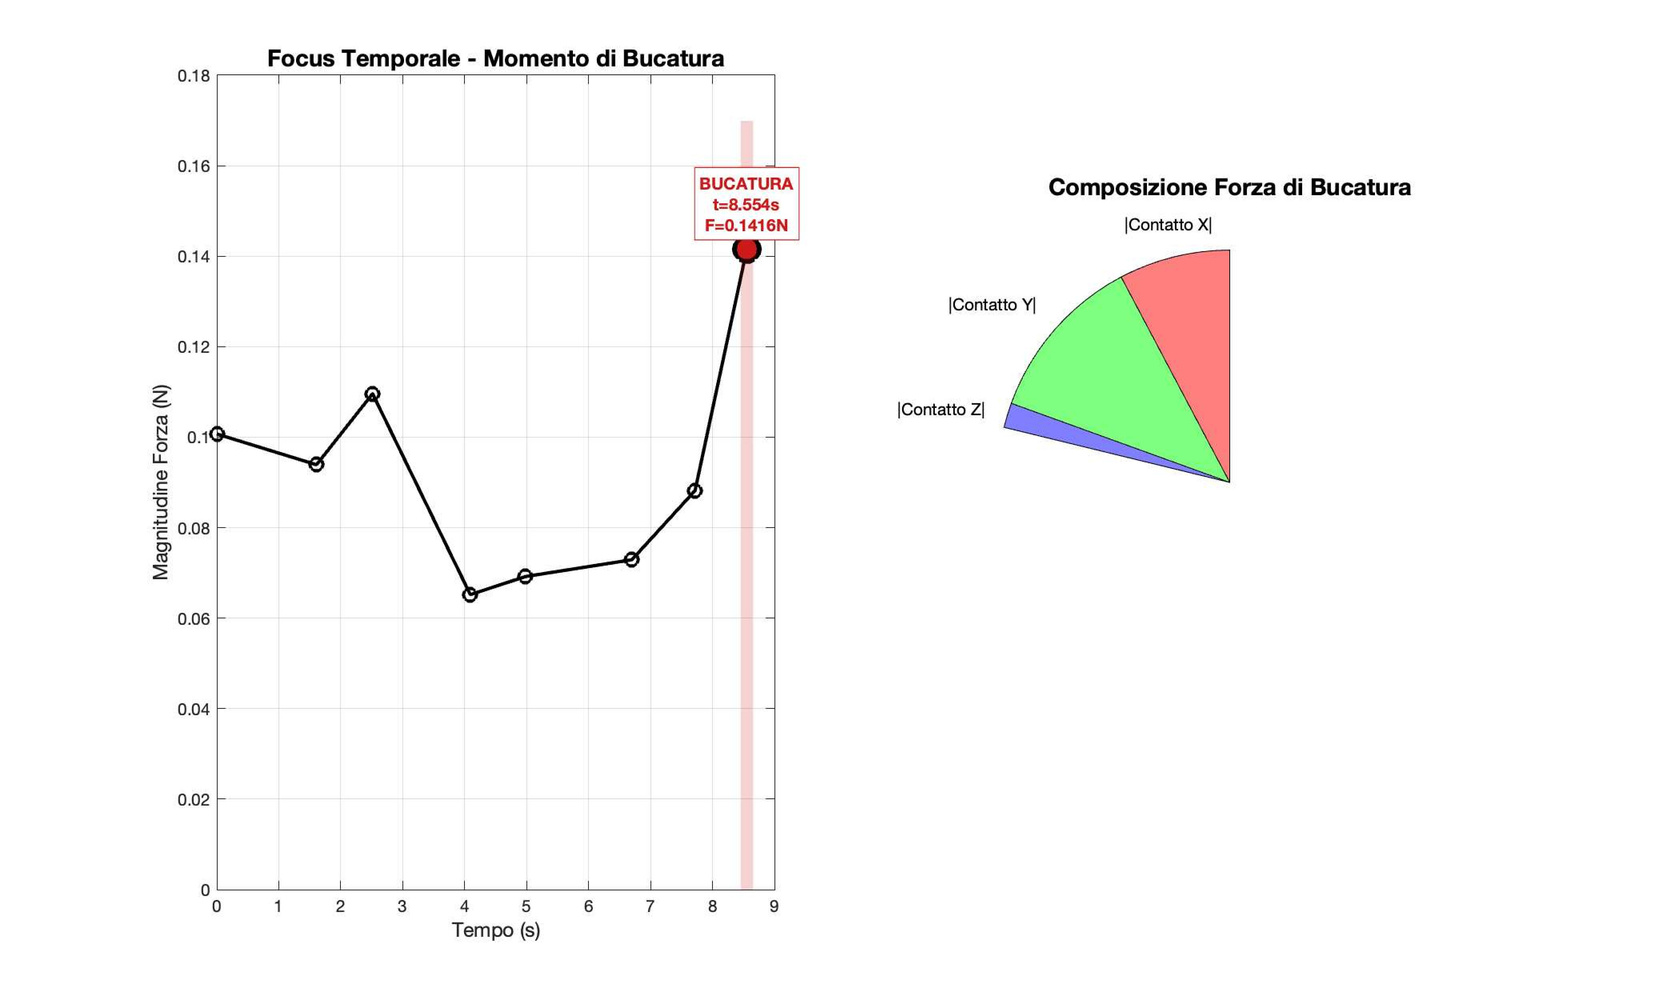 Focus Temporale - Momento di Bucatura
0.18
0.16
0.14
0.12
0.1
0.08
0.06
0.04
0.02
0
Magnitudine Forza (N)
BUCATURA
t=8.554s
F=0.1416N
0 1 2 3 4 5 6 7 8 9
Tempo (s)
Composizione Forza di Bucatura
|Contatto X|
|Contatto Y|
|Contatto Z|